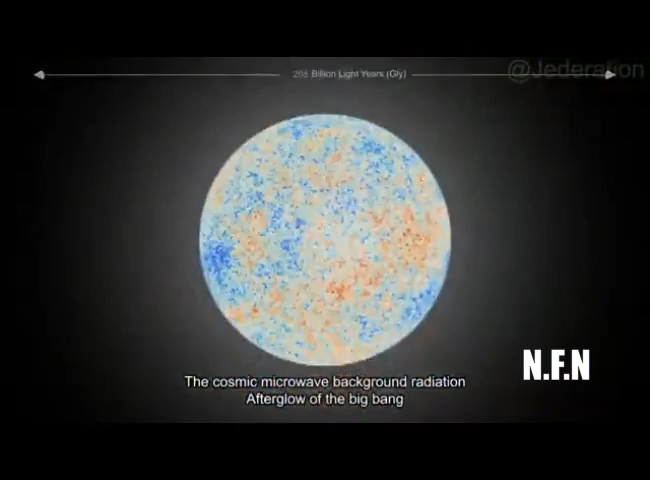 Billion Light Years (Gly)
@Jederation
The cosmic microwave background radiation
Afterglow of the big bang
N.F.N